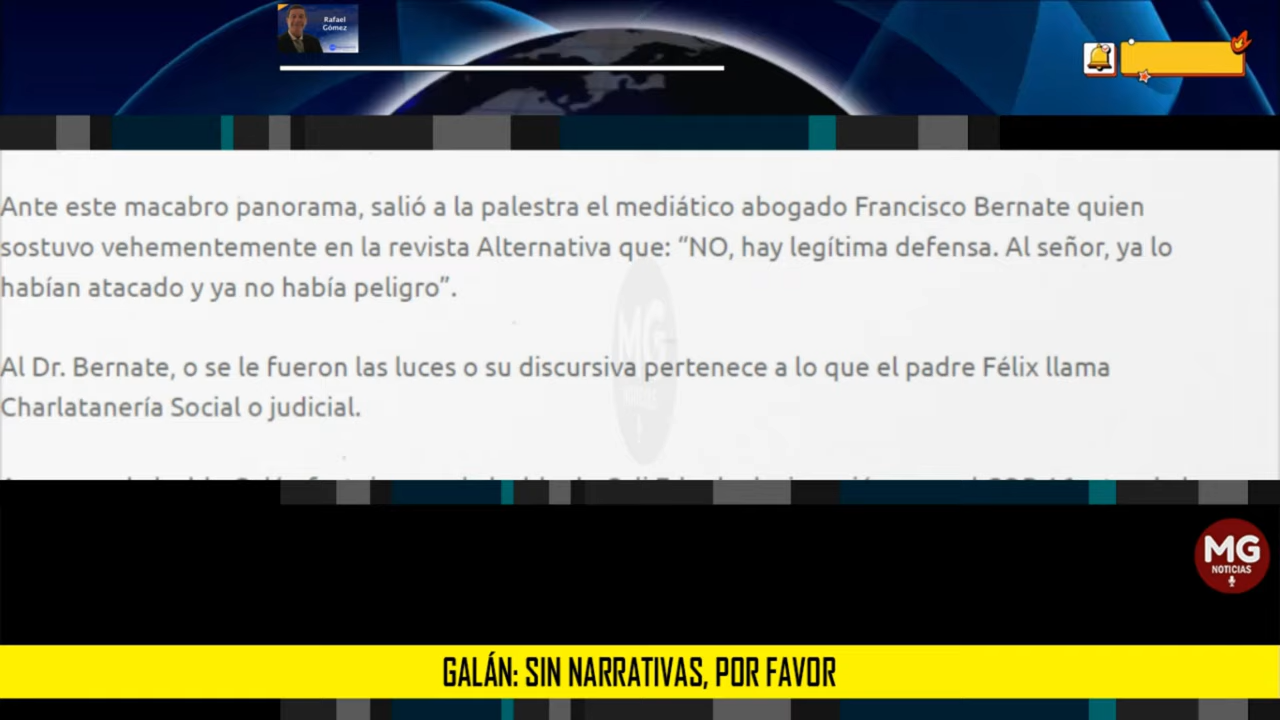 Rafael
Gómez
Ante este macabro panorama, salió a la palestra el mediático abogado Francisco Bernate quien
sostuvo vehementemente en la revista Alternativa que: “NO, hay legítima defensa. Al señor, ya lo
habían atacado y ya no había peligro”.
Al Dr. Bernate, o se le fueron las luces o su discursiva pertenece a lo que el padre Félix llama
Charlatanería Social o judicial.
MG
NOTICIAS
GALÁN: SIN NARRATIVAS, POR FAVOR